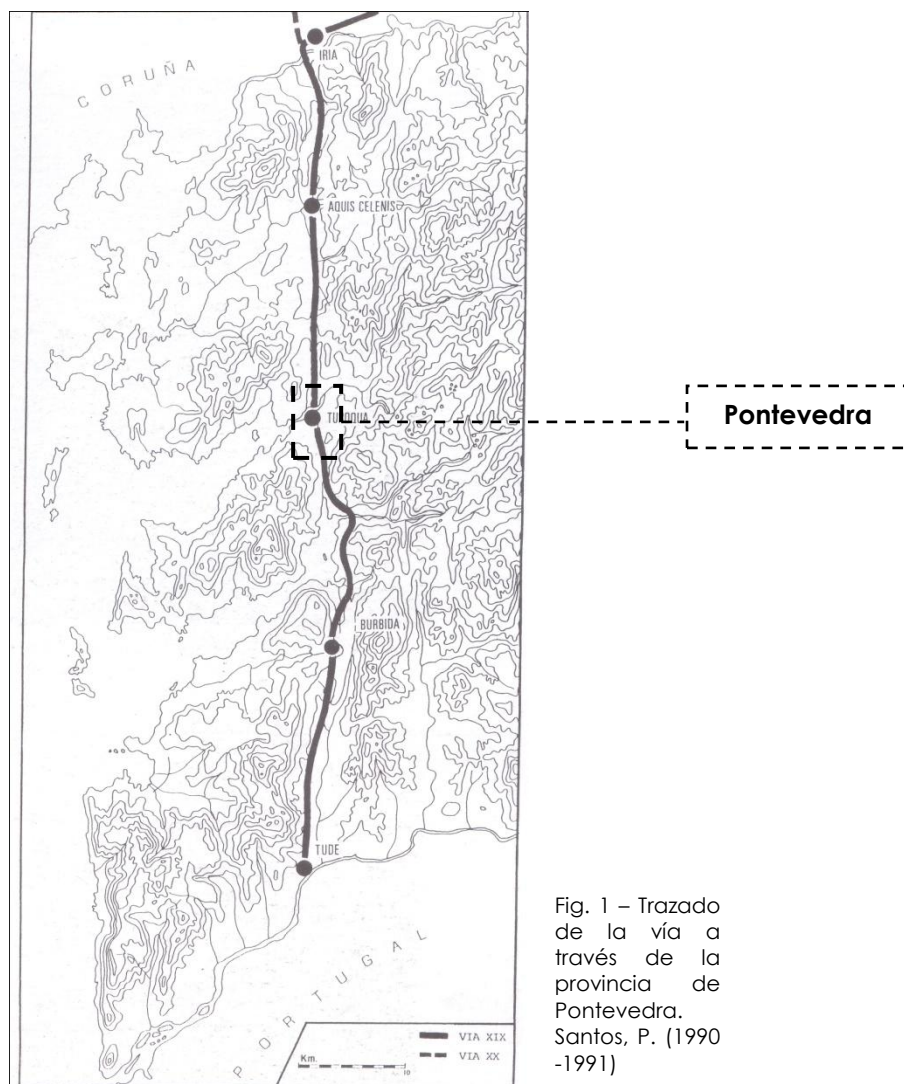 CORUÑA
IRIA
AQUIS CELENIS
TUROQUA
Pontevedra
BURBIDA
TUDE
PORTUGAL
Fig. 1 – Trazado
de la vía a
través de la
provincia de
Pontevedra.
Santos, P. (1990
-1991)
VIA XIX
VIA XX
Km.
10